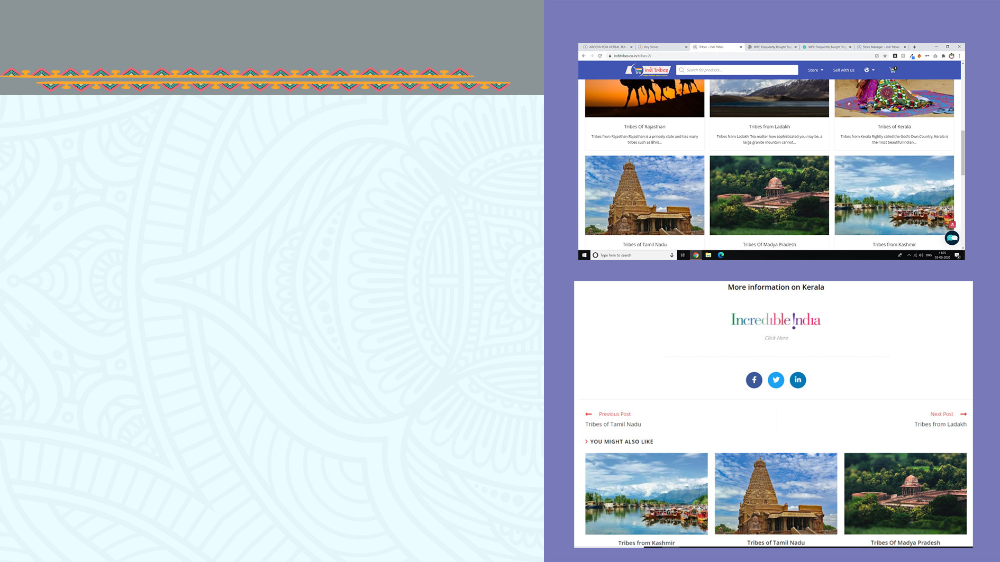 AROGYA PEYA HERBAL TEA
Roy Stores
Tribes - Indi Tribes
WPC Frequently Bought Tog
WPC Frequently Bought Tog
Store Manager - Indi Tribes
inditribes.co.in/tribes-2/
indi tribes
Search for products...
Store
Sell with us
Tribes Of Rajasthan
Tribes from Ladakh
Tribes of Kerala
Tribes from Rajasthan Rajasthan is a princely state and has many
tribes such as Bhils...
Tribes from Ladakh "No matter how sophisticated you may be, a
large granite mountain cannot...
Tribes from Kerala Rightly called the God's Own Country, Kerala is
the most beautiful Indian...
Tribes of Tamil Nadu
Tribes Of Madya Pradesh
Tribes from Kashmir
Type here to search
ENG
11:25
03-08-2020
2
More information on Kerala
Incredible !ndia
Click Here
Previous Post
Next Post
Tribes of Tamil Nadu
Tribes from Ladakh
YOU MIGHT ALSO LIKE
Tribes from Kashmir
Tribes of Tamil Nadu
Tribes Of Madya Pradesh